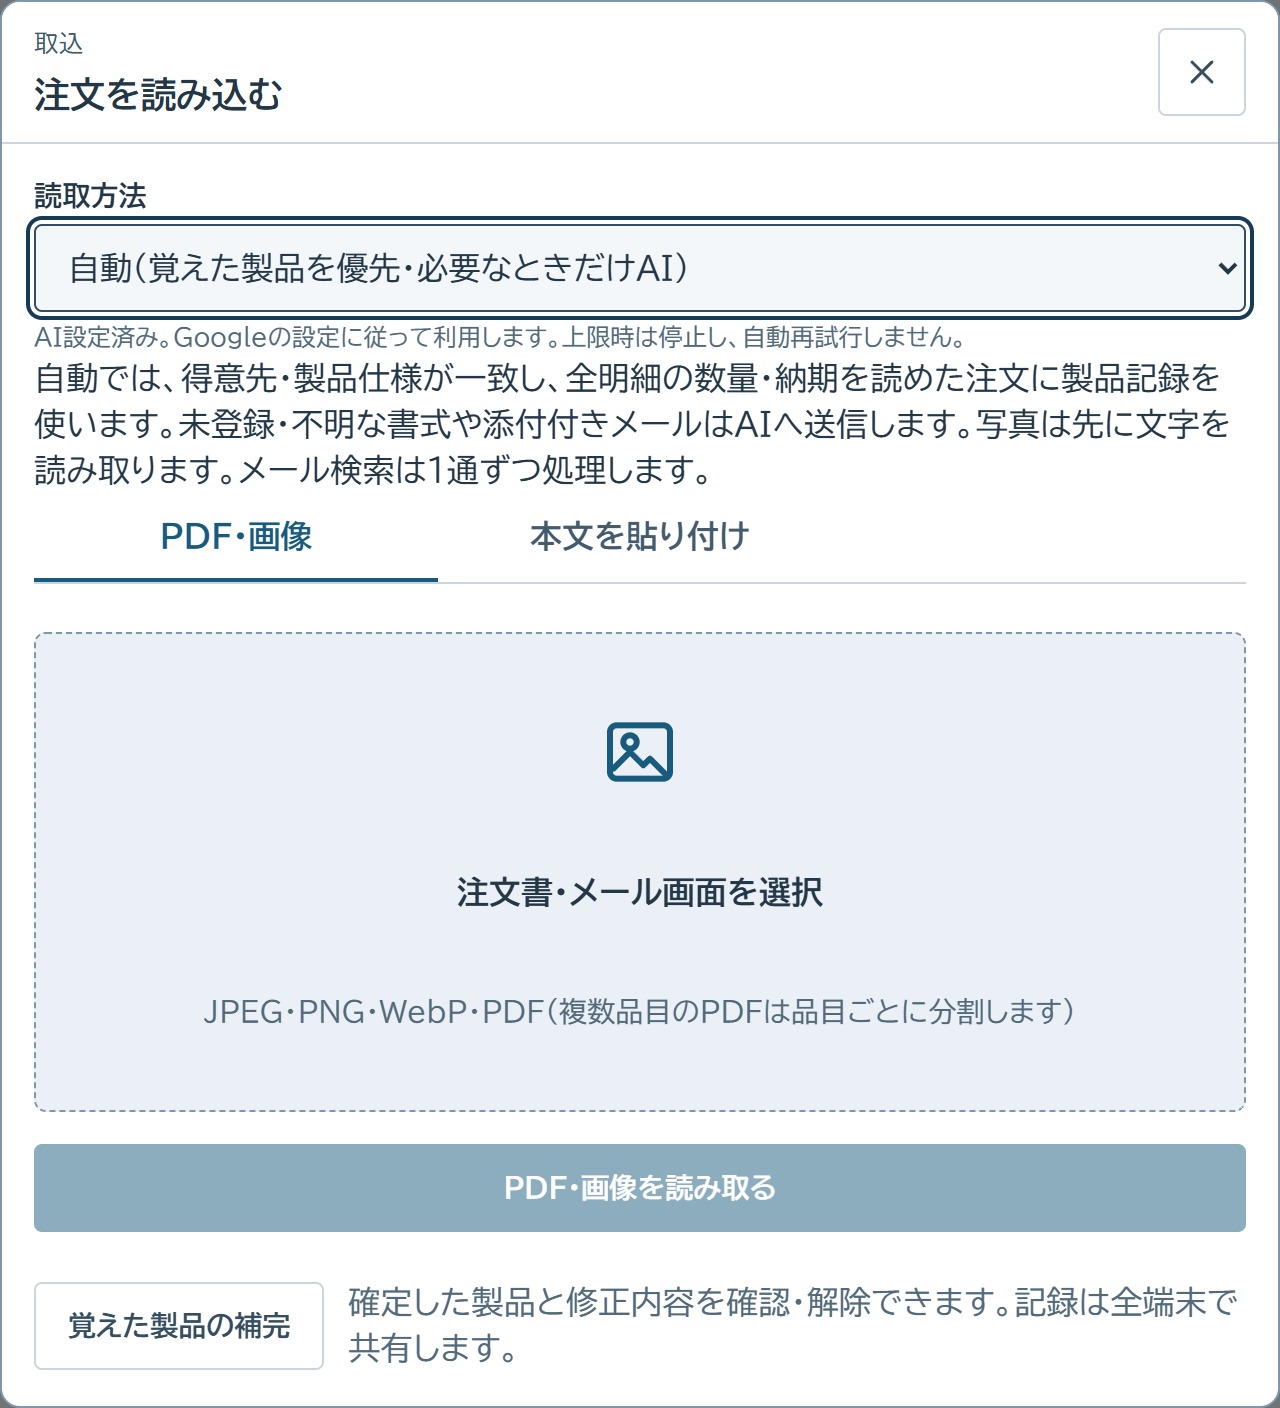 取込
注文を読み込む
読取方法
自動（覚えた製品を優先・必要なときだけAI）
AI設定済み。Googleの設定に従って利用します。上限時は停止し、自動再試行しません。
自動では、得意先・製品仕様が一致し、全明細の数量・納期を読めた注文に製品記録を
使います。未登録・不明な書式や添付付きメールはAIへ送信します。写真は先に文字を
読み取ります。メール検索は1通ずつ処理します。
PDF・画像
本文を貼り付け
注文書・メール画面を選択
JPEG・PNG・WebP・PDF（複数品目のPDFは品目ごとに分割します）
PDF・画像を読み取る
覚えた製品の補完
確定した製品と修正内容を確認・解除できます。記録は全端末で
共有します。